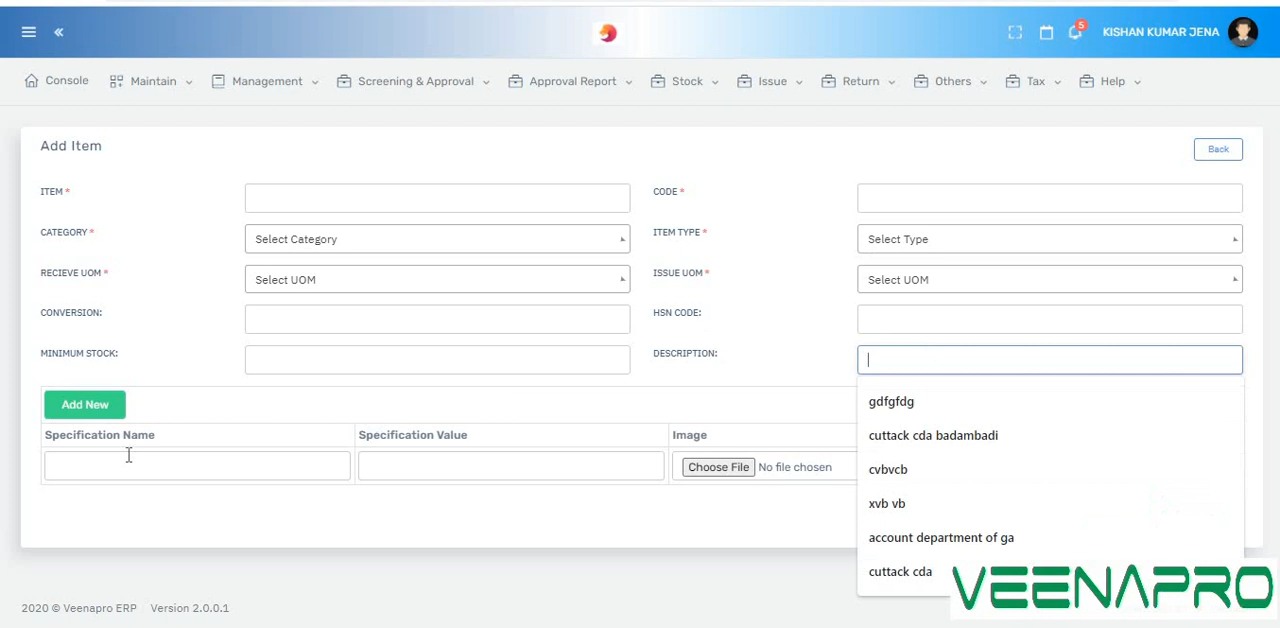 5 KISHAN KUMAR JENA
Console Maintain Management Screening & Approval Approval Report Stock Issue Return Others Tax Help
Add Item
Back
ITEM *
CODE *
CATEGORY * Select Category
ITEM TYPE * Select Type
RECIEVE UOM * Select UOM
ISSUE UOM * Select UOM
CONVERSION:
HSN CODE:
MINIMUM STOCK:
DESCRIPTION:
gdfgfdg
cuttack cda badambadi
cvbvcb
xvb vb
account department of ga
cuttack cda
Add New
Specification Name Specification Value Image
Choose File No file chosen
2020 © Veenapro ERP Version 2.0.0.1
VEENAPRO